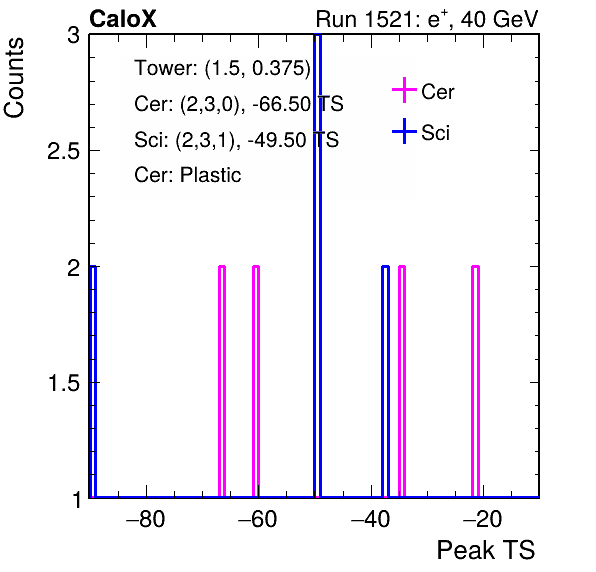 CaloX Run 1521: e⁺, 40 GeV
Counts
Tower: (1.5, 0.375)
Cer: (2,3,0), -66.50 TS
Sci: (2,3,1), -49.50 TS
Cer: Plastic
Cer
Sci
3
2.5
2
1.5
1
−80 −60 −40 −20
Peak TS